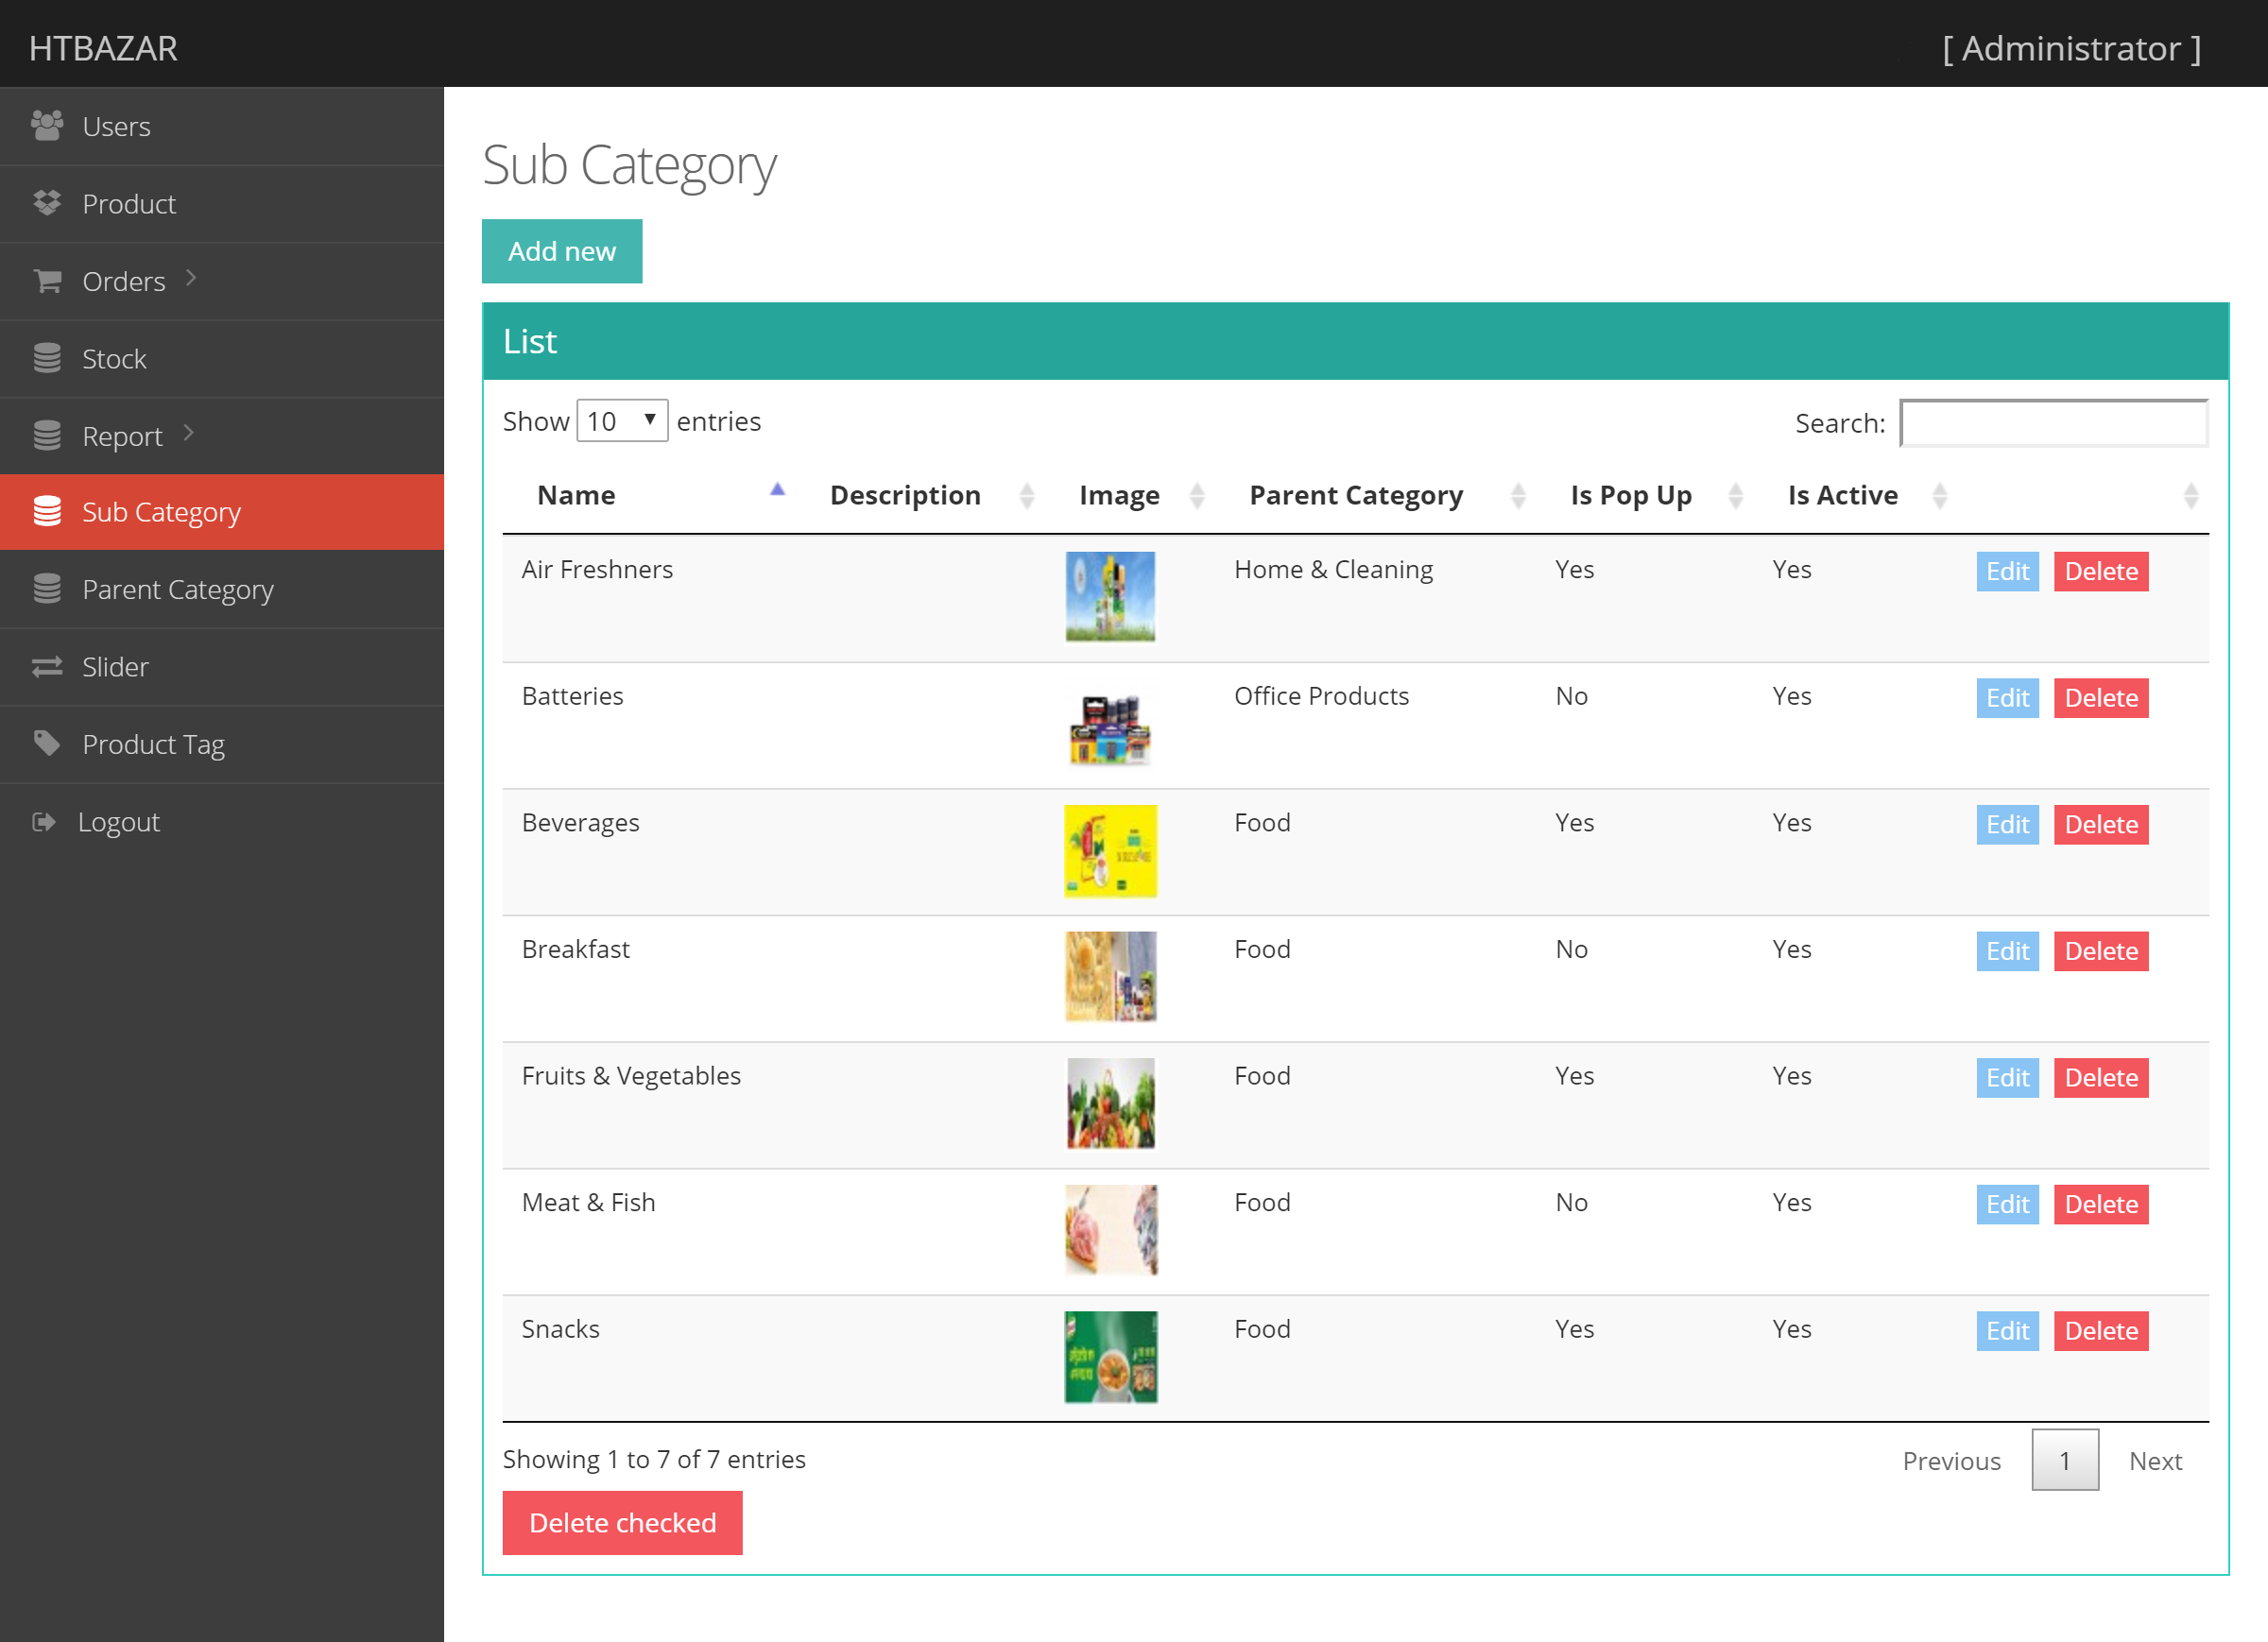 HTBAZAR
[ Administrator ]
Users
Product
Orders
Stock
Report
Sub Category
Parent Category
Slider
Product Tag
Logout
Sub Category
Add new
List
Show 10 entries
Search:
Name Description Image Parent Category Is Pop Up Is Active
Air Freshners Home & Cleaning Yes Yes Edit Delete
Batteries Office Products No Yes Edit Delete
Beverages Food Yes Yes Edit Delete
Breakfast Food No Yes Edit Delete
Fruits & Vegetables Food Yes Yes Edit Delete
Meat & Fish Food No Yes Edit Delete
Snacks Food Yes Yes Edit Delete
Showing 1 to 7 of 7 entries
Previous 1 Next
Delete checked